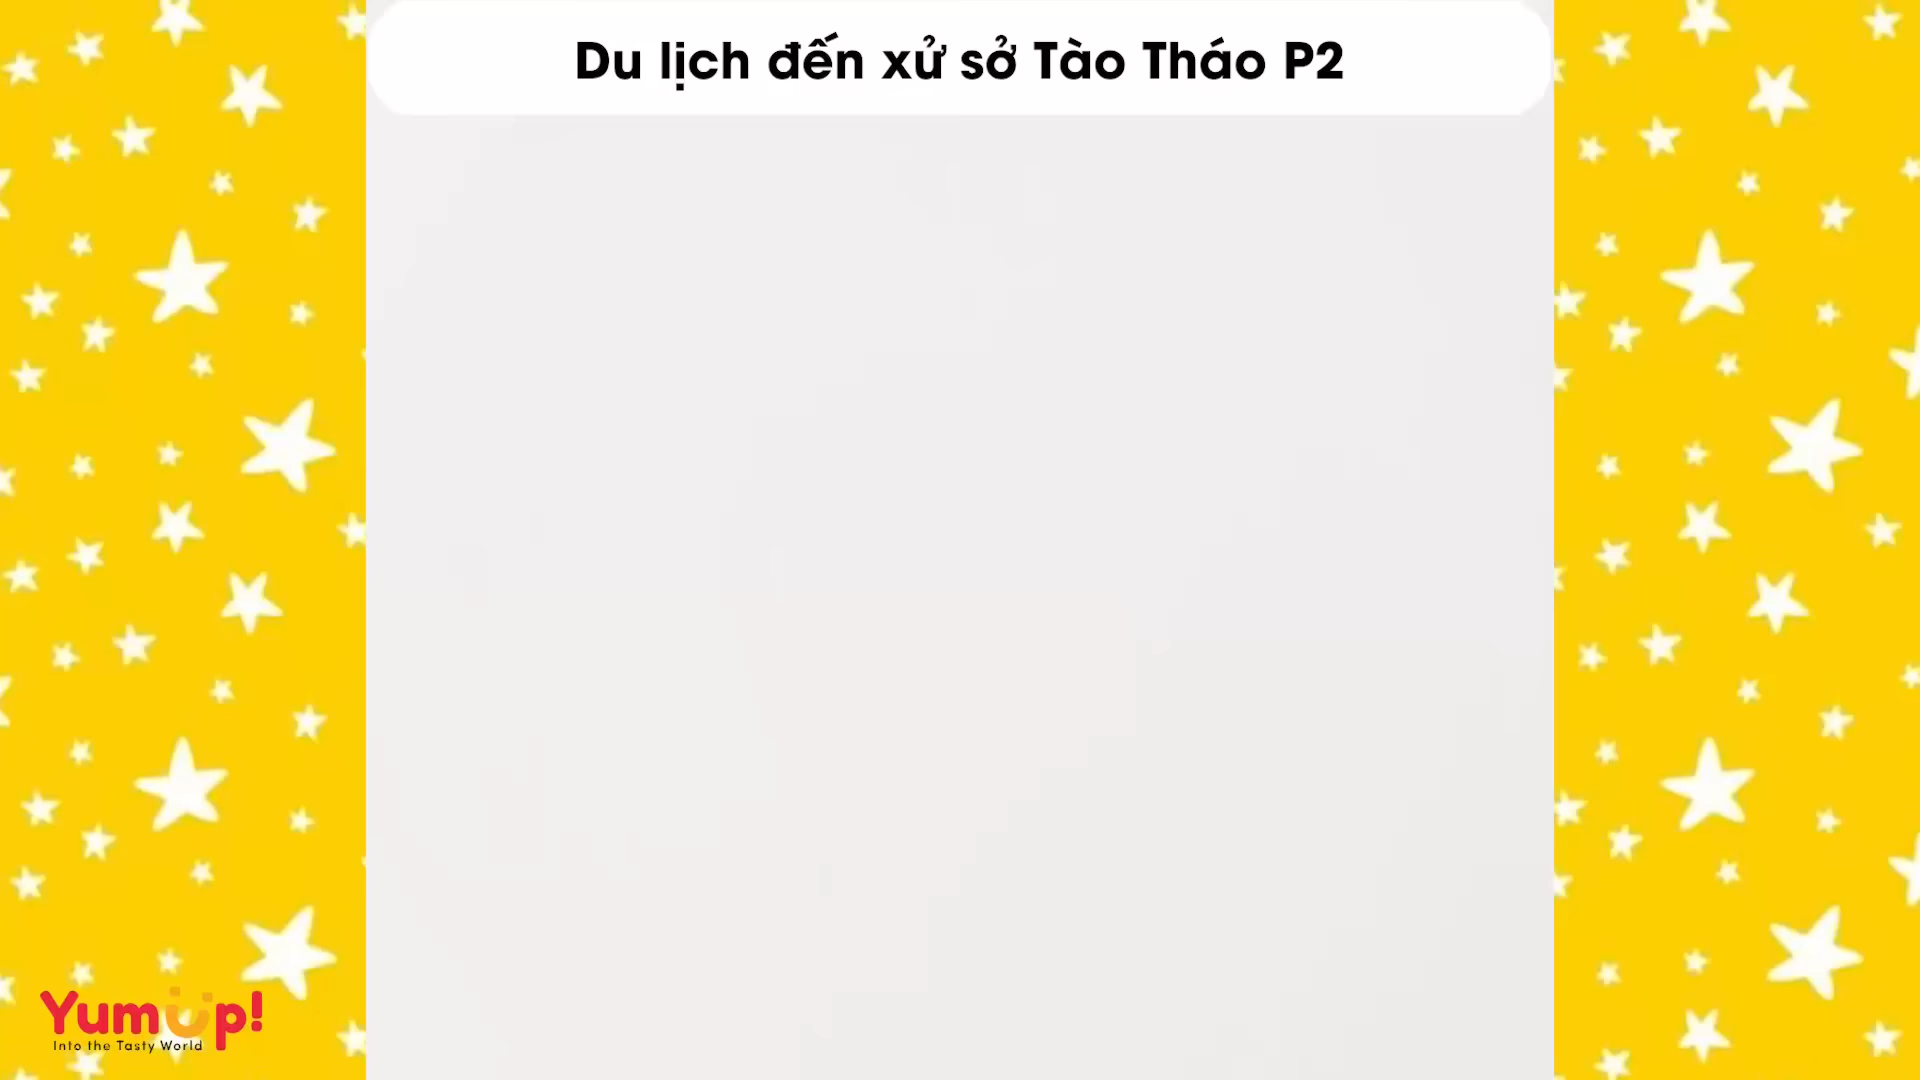 Du lịch đến xử sở Tào Tháo P2
YumUp!
Into the Tasty World